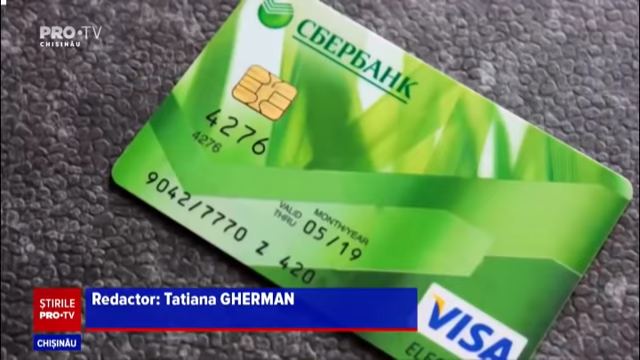 PRO•TV
CHIȘINĂU
СБЕРБАНК
4276
4276
9042/7770 Z 420
VALID
THRU
MONTH/YEAR
05/19
VISA
ELE
Redactor: Tatiana GHERMAN
ȘTIRILE
PRO•TV
CHIȘINĂU